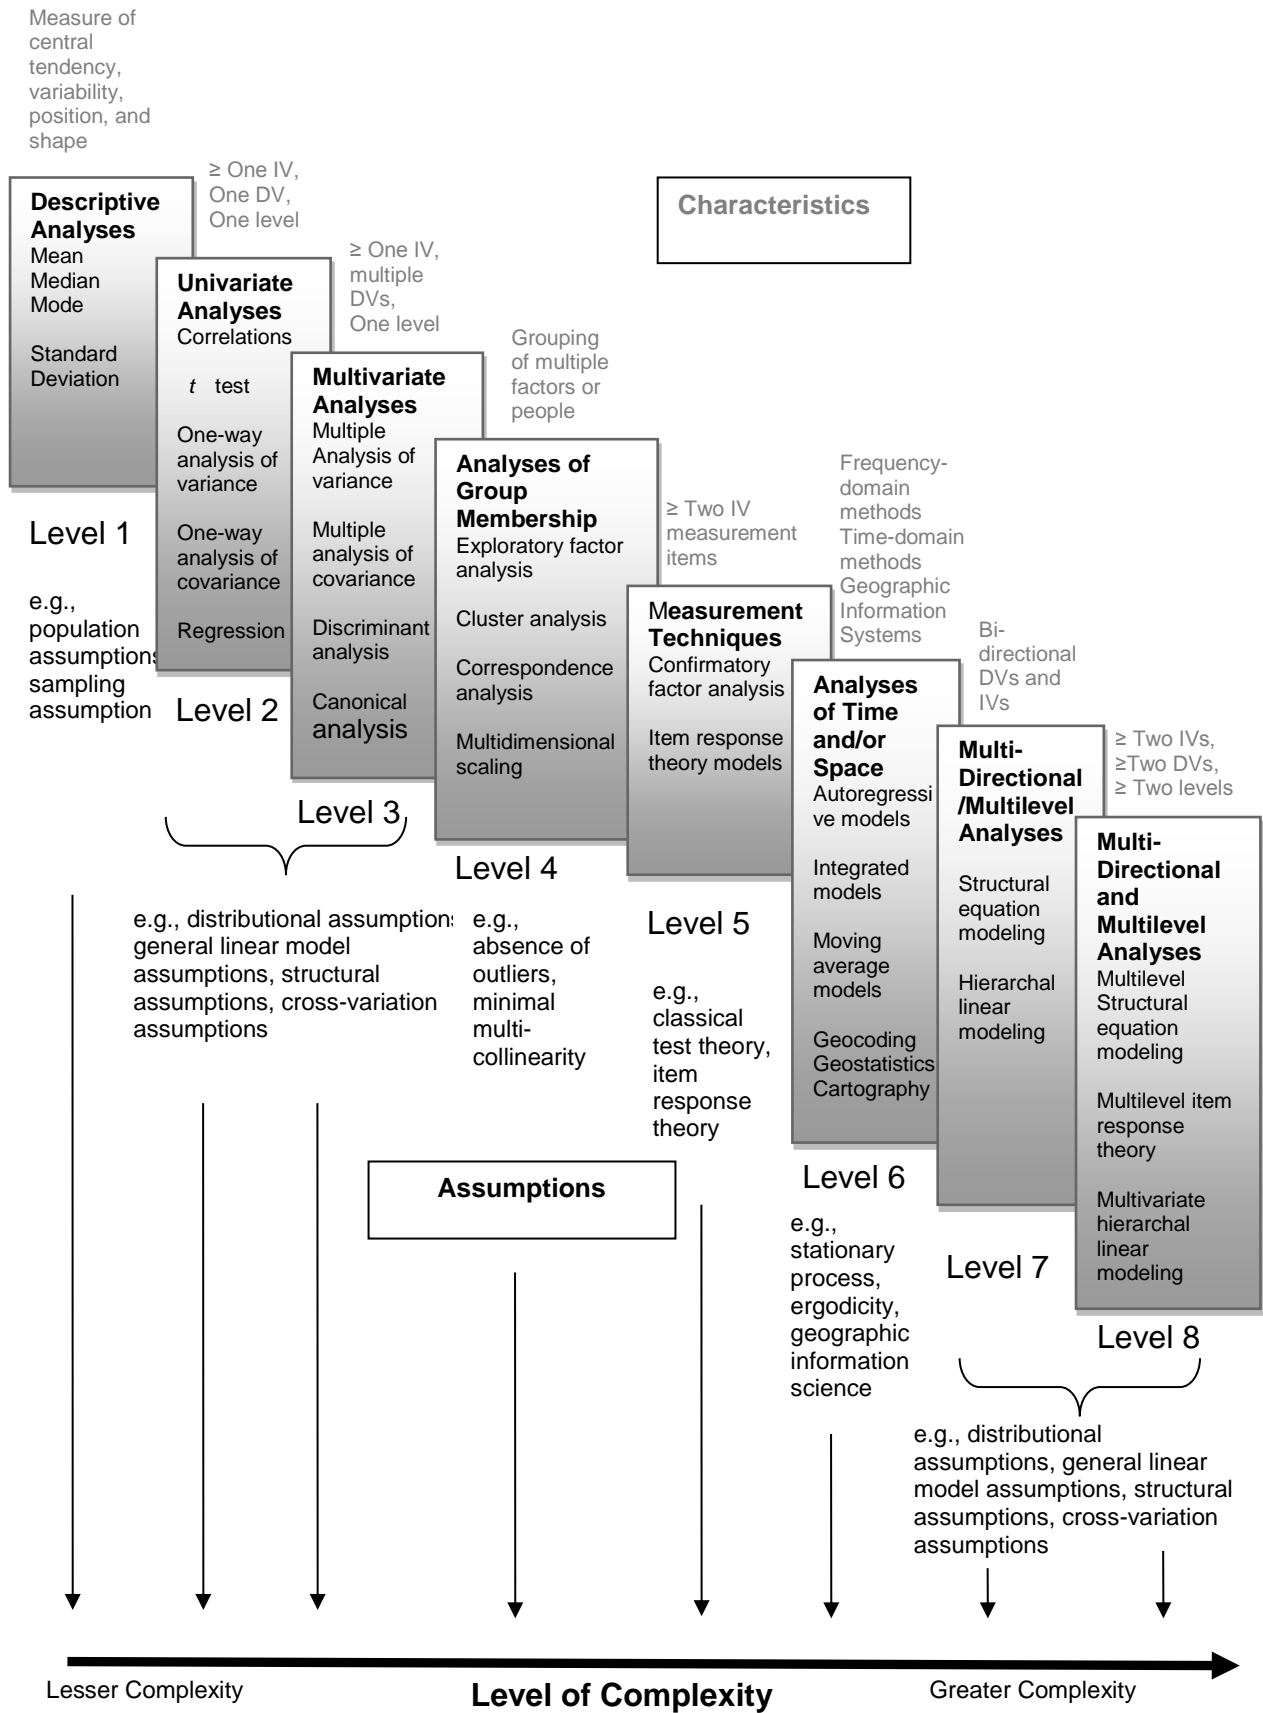 Measure of
central
tendency,
variability,
position, and
shape
Descriptive
Analyses
Mean
Median
Mode
Standard
Deviation
Level 1
e.g.,
population
assumptions
sampling
assumption
≥ One IV,
One DV,
One level
Univariate
Analyses
Correlations
t test
One-way
analysis of
variance
One-way
analysis of
covariance
Regression
Level 2
≥ One IV,
multiple
DVs,
One level
Multivariate
Analyses
Multiple
Analysis of
variance
Multiple
analysis of
covariance
Discriminant
analysis
Canonical
analysis
Level 3
e.g., distributional assumptions
general linear model
assumptions, structural
assumptions, cross-variation
assumptions
Grouping
of multiple
factors or
people
Analyses of
Group
Membership
Exploratory factor
analysis
Cluster analysis
Correspondence
analysis
Multidimensional
scaling
Level 4
e.g.,
absence of
outliers,
minimal
multi-
collinearity
Characteristics
≥ Two IV
measurement
items
Measurement
Techniques
Confirmatory
factor analysis
Item response
theory models
Level 5
e.g.,
classical
test theory,
item
response
theory
Assumptions
Frequency-
domain
methods
Time-domain
methods
Geographic
Information
Systems
Analyses
of Time
and/or
Space
Autoregressi
ve models
Integrated
models
Moving
average
models
Geocoding
Geostatistics
Cartography
Level 6
e.g.,
stationary
process,
ergodicity,
geographic
information
science
Bi-
directional
DVs and
IVs
Multi-
Directional
/Multilevel
Analyses
Structural
equation
modeling
Hierarchal
linear
modeling
Level 7
≥ Two IVs,
≥Two DVs,
≥ Two levels
Multi-
Directional
and
Multilevel
Analyses
Multilevel
Structural
equation
modeling
Multilevel item
response
theory
Multivariate
hierarchal
linear
modeling
Level 8
e.g., distributional
assumptions, general linear
model assumptions, structural
assumptions, cross-variation
assumptions
Lesser Complexity
Level of Complexity
Greater Complexity